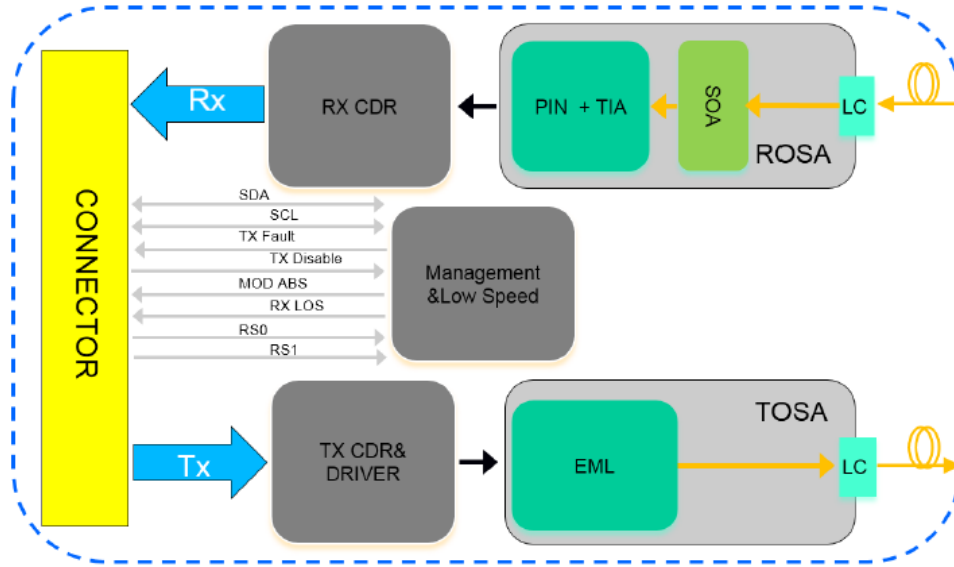 Rx
RX CDR
PIN + TIA
SOA
LC
ROSA
CONNECTOR
SDA
SCL
TX Fault
TX Disable
MOD ABS
RX LOS
RS0
RS1
Management
&Low Speed
Tx
TX CDR&
DRIVER
EML
TOSA
LC